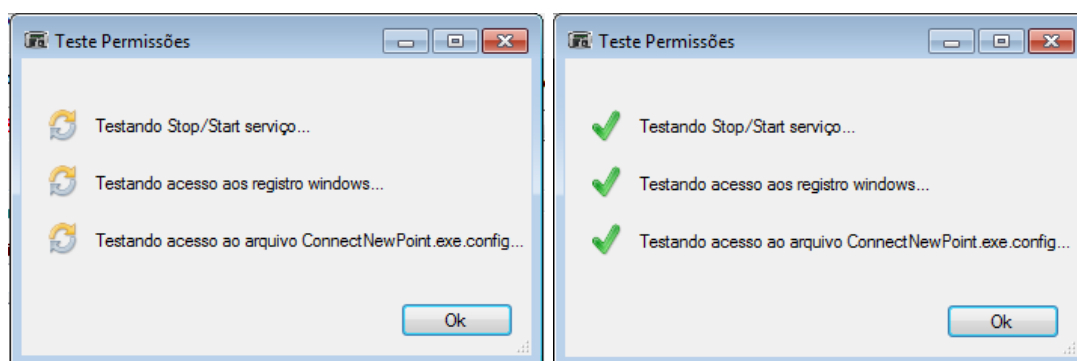 Teste Permissões
Testando Stop/Start serviço...
Testando acesso aos registro windows...
Testando acesso ao arquivo ConnectNewPoint.exe.config...
Ok
Teste Permissões
Testando Stop/Start serviço...
Testando acesso aos registro windows...
Testando acesso ao arquivo ConnectNewPoint.exe.config...
Ok